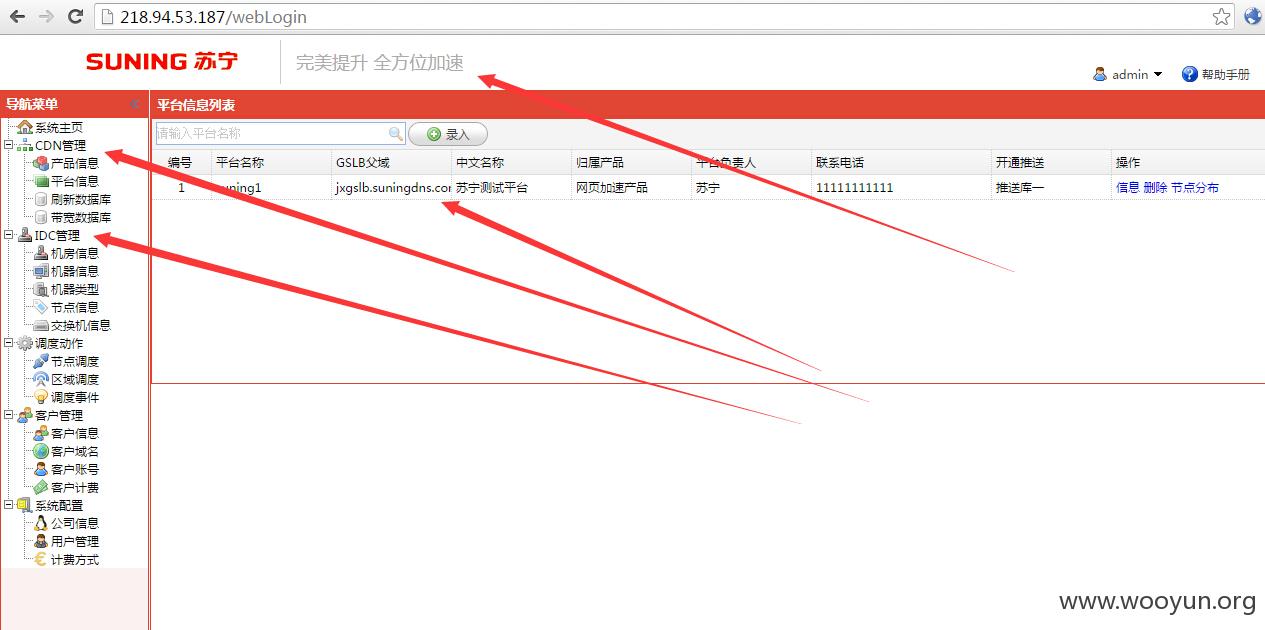 218.94.53.187/webLogin
SUNING 苏宁
完美提升 全方位加速
admin 帮助手册
导航菜单
系统主页
CDN管理
产品信息
平台信息
刷新数据库
带宽数据库
IDC管理
机房信息
机器信息
机器类型
节点信息
交换机信息
调度动作
节点调度
区域调度
调度事件
客户管理
客户信息
客户域名
客户账号
客户计费
系统配置
公司信息
用户管理
计费方式
平台信息列表
请输入平台名称 录入
编号 平台名称 GSLB父域 中文名称 归属产品 平台负责人 联系电话 开通推送 操作
1 suning1 jxgslb.suningdns.cor 苏宁测试平台 网页加速产品 苏宁 11111111111 推送库一 信息 删除 节点分布
www.wooyun.org